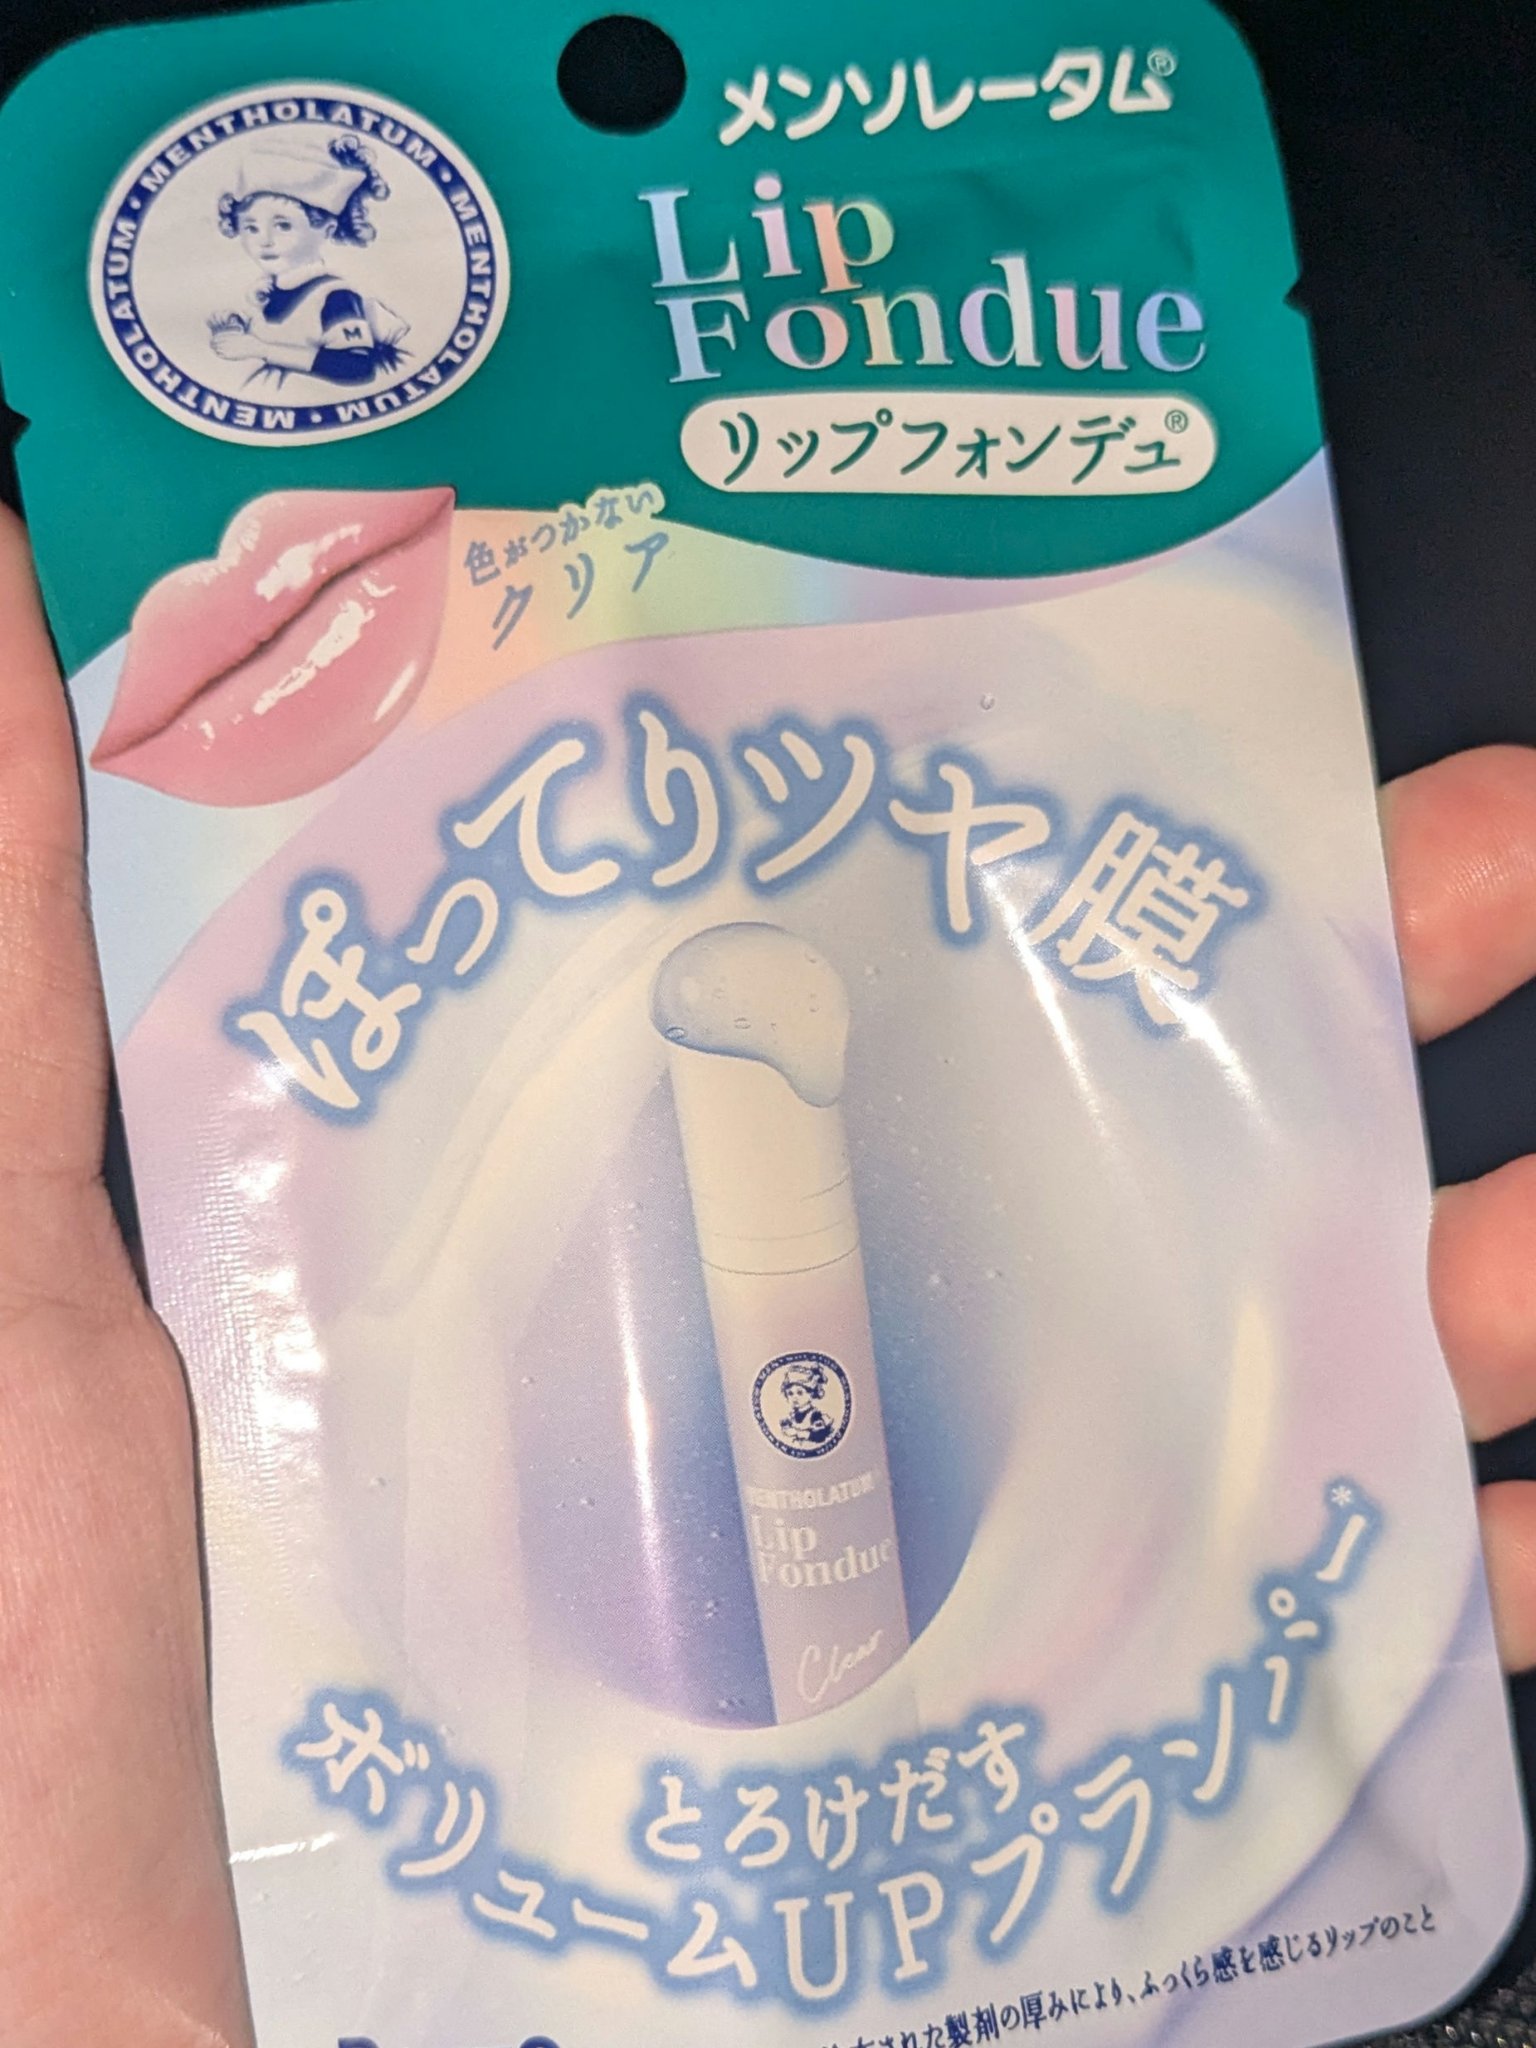 MENTHOLATUM • MENTHOLATUM • MENTHOLATUM • MENTHOLATUM •
メンソレータム®
Lip
Fondue
リップフォンデュ®
色がつかない
クリア
ぽってりツヤ膜
MENTHOLATUM
Lip
Fondue
Clear
とろけだす
ボリュームUPプランパー*
された製剤の厚みにより、ふっくら感を感じるリップのこと